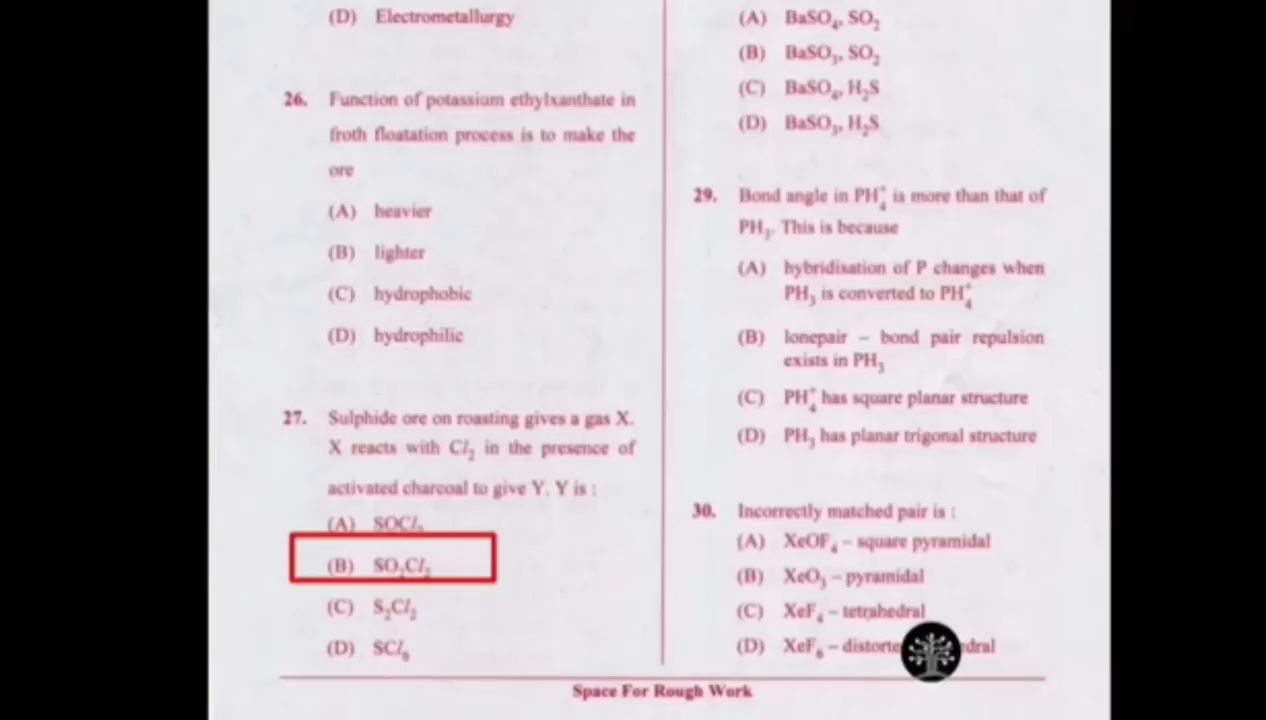 (D) Electrometallurgy
26. Function of potassium ethylxanthate in
froth floatation process is to make the
ore
(A) heavier
(B) lighter
(C) hydrophobic
(D) hydrophilic
27. Sulphide ore on roasting gives a gas X.
X reacts with Cl₂ in the presence of
activated charcoal to give Y. Y is :
(A) SOCl₂
(B) SO₂Cl₂
(C) S₂Cl₂
(D) SCl₆
(A) BaSO₄, SO₂
(B) BaSO₃, SO₂
(C) BaSO₄, H₂S
(D) BaSO₃, H₂S
29. Bond angle in PH₄⁺ is more than that of
PH₃. This is because
(A) hybridisation of P changes when
PH₃ is converted to PH₄⁺
(B) lonepair – bond pair repulsion
exists in PH₃
(C) PH₄⁺ has square planar structure
(D) PH₃ has planar trigonal structure
30. Incorrectly matched pair is :
(A) XeOF₄ – square pyramidal
(B) XeO₃ – pyramidal
(C) XeF₄ – tetrahedral
(D) XeF₆ –
Space For Rough Work